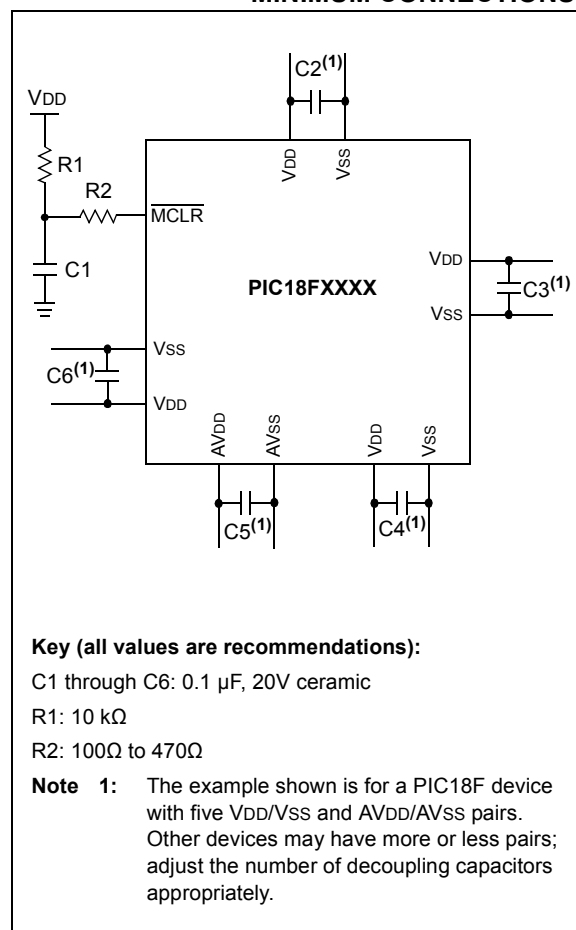 C2(1)
VDD
R1
R2
VDD
VSS
MCLR
C1
PIC18FXXXX
VDD
C3(1)
VSS
VSS
C6(1)
VDD
AVDD
AVSS
VDD
VSS
C5(1)
C4(1)
Key (all values are recommendations):
C1 through C6: 0.1 µF, 20V ceramic
R1: 10 kΩ
R2: 100Ω to 470Ω
Note 1: The example shown is for a PIC18F device
with five VDD/VSS and AVDD/AVSS pairs.
Other devices may have more or less pairs;
adjust the number of decoupling capacitors
appropriately.